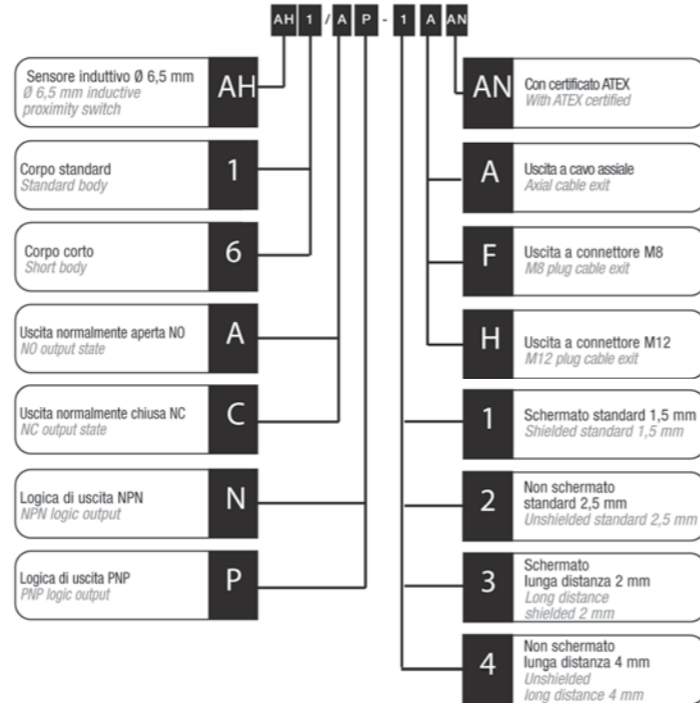 AH 1 / A P - 1 A AN
Sensore induttivo Ø 6,5 mm
Ø 6,5 mm inductive
proximity switch
AH
Corpo standard
Standard body
1
Corpo corto
Short body
6
Uscita normalmente aperta NO
NO output state
A
Uscita normalmente chiusa NC
NC output state
C
Logica di uscita NPN
NPN logic output
N
Logica di uscita PNP
PNP logic output
P
AN
Con certificato ATEX
With ATEX certified
A
Uscita a cavo assiale
Axial cable exit
F
Uscita a connettore M8
M8 plug cable exit
H
Uscita a connettore M12
M12 plug cable exit
1
Schermato standard 1,5 mm
Shielded standard 1,5 mm
2
Non schermato
standard 2,5 mm
Unshielded standard 2,5 mm
3
Schermato
lunga distanza 2 mm
Long distance
shielded 2 mm
4
Non schermato
lunga distanza 4 mm
Unshielded
long distance 4 mm